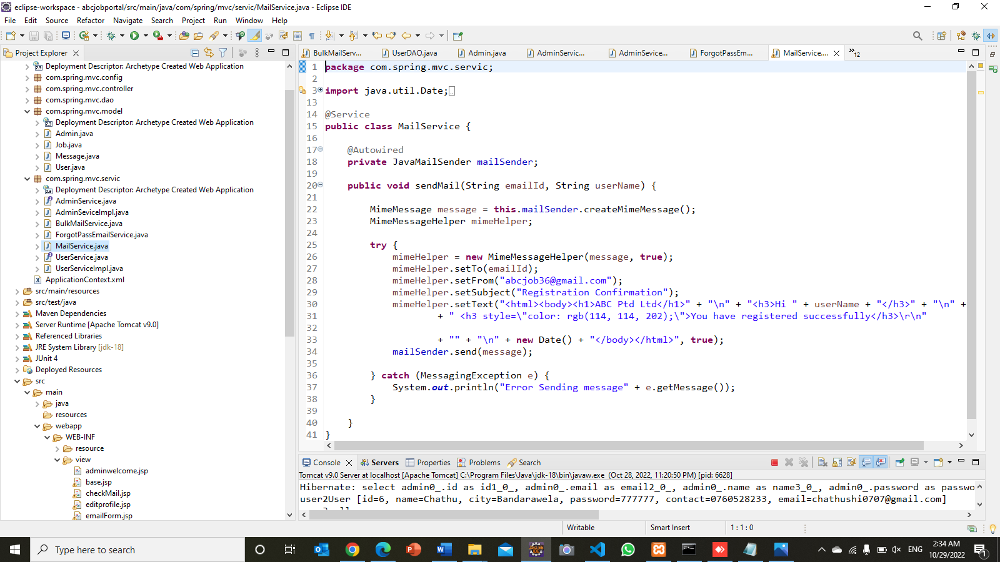 eclipse-workspace - abcjobportal/src/main/java/com/spring/mvc/servic/MailService.java - Eclipse IDE
File Edit Source Refactor Navigate Search Project Run Window Help
Project Explorer
Deployment Descriptor: Archetype Created Web Application
com.spring.mvc.config
com.spring.mvc.controller
com.spring.mvc.dao
com.spring.mvc.model
Deployment Descriptor: Archetype Created Web Application
Admin.java
Job.java
Message.java
User.java
com.spring.mvc.servic
Deployment Descriptor: Archetype Created Web Application
AdminService.java
AdminSeviceImpl.java
BulkMailService.java
ForgotPassEmailService.java
MailService.java
UserService.java
UserServiceImpl.java
ApplicationContext.xml
src/main/resources
src/test/java
Maven Dependencies
Server Runtime [Apache Tomcat v9.0]
Referenced Libraries
JRE System Library [jdk-18]
JUnit 4
Deployed Resources
src
main
java
resources
webapp
WEB-INF
resource
view
adminwelcome.jsp
base.jsp
checkMail.jsp
editprofile.jsp
emailForm.jsp
BulkMailServ... UserDAO.java Admin.java AdminServic... AdminSevice... ForgotPassEm... MailService.... »12
1 package com.spring.mvc.servic;
2
3 import java.util.Date;
13
14 @Service
15 public class MailService {
16
17 @Autowired
18 private JavaMailSender mailSender;
19
20 public void sendMail(String emailId, String userName) {
21
22 MimeMessage message = this.mailSender.createMimeMessage();
23 MimeMessageHelper mimeHelper;
24
25 try {
26 mimeHelper = new MimeMessageHelper(message, true);
27 mimeHelper.setTo(emailId);
28 mimeHelper.setFrom("abcjob36@gmail.com");
29 mimeHelper.setSubject("Registration Confirmation");
30 mimeHelper.setText("<html><body><h1>ABC Ptd Ltd</h1>" + "\n" + "<h3>Hi " + userName + "</h3>" + "\n" +
31 + " <h3 style=\"color: rgb(114, 114, 202);\">You have registered successfully</h3>\r\n"
32
33 + "" + "\n" + new Date() + "</body></html>", true);
34 mailSender.send(message);
35
36 } catch (MessagingException e) {
37 System.out.println("Error Sending message" + e.getMessage());
38 }
39
40 }
41 }
Console Servers Properties Problems Search
Tomcat v9.0 Server at localhost [Apache Tomcat] C:\Program Files\Java\jdk-18\bin\javaw.exe (Oct 28, 2022, 11:20:50 PM) [pid: 6628]
Hibernate: select admin0_.id as id1_0_, admin0_.email as email2_0_, admin0_.name as name3_0_, admin0_.password as passwo
user2User [id=6, name=Chathu, city=Bandarawela, password=777777, contact=0760528233, email=chathushi0707@gmail.com]
Writable Smart Insert 1 : 1 : 0
Type here to search
ENG
2:34 AM
10/29/2022
1